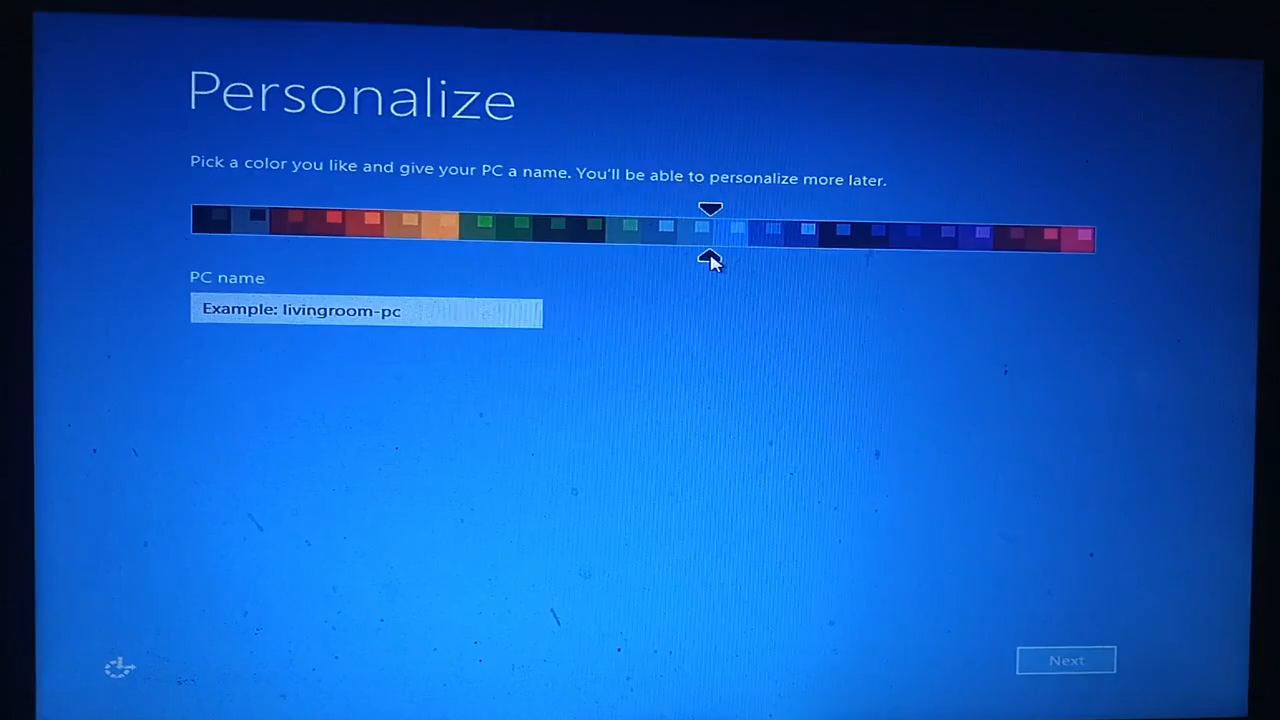 Personalize
Pick a color you like and give your PC a name. You'll be able to personalize more later.
PC name
Example: livingroom-pc
Next